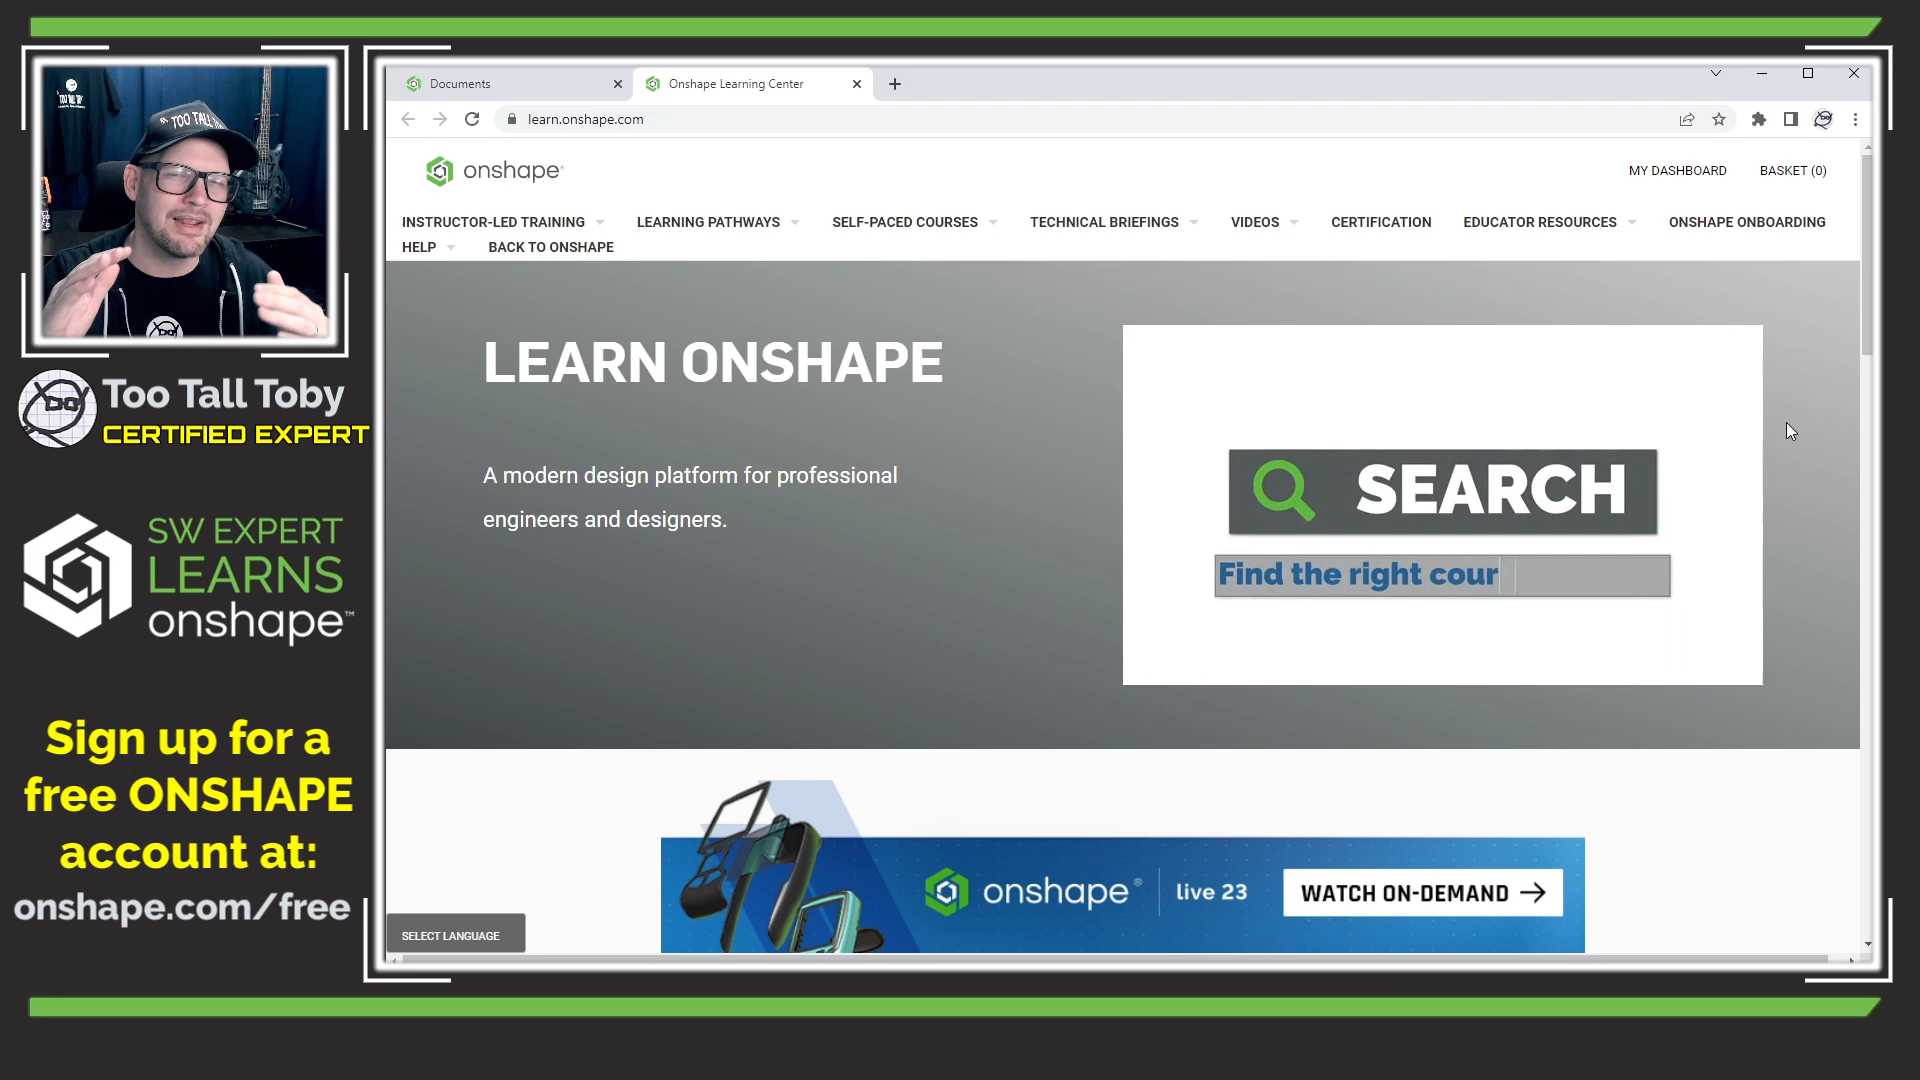 Too Tall Toby
CERTIFIED EXPERT
SW EXPERT
LEARNS
onshape™
Sign up for a
free ONSHAPE
account at:
onshape.com/free
Documents
Onshape Learning Center
learn.onshape.com
onshape
MY DASHBOARD
BASKET (0)
INSTRUCTOR-LED TRAINING
LEARNING PATHWAYS
SELF-PACED COURSES
TECHNICAL BRIEFINGS
VIDEOS
CERTIFICATION
EDUCATOR RESOURCES
ONSHAPE ONBOARDING
HELP
BACK TO ONSHAPE
LEARN ONSHAPE
A modern design platform for professional
engineers and designers.
SEARCH
Find the right cour
onshape®
live 23
WATCH ON-DEMAND
SELECT LANGUAGE